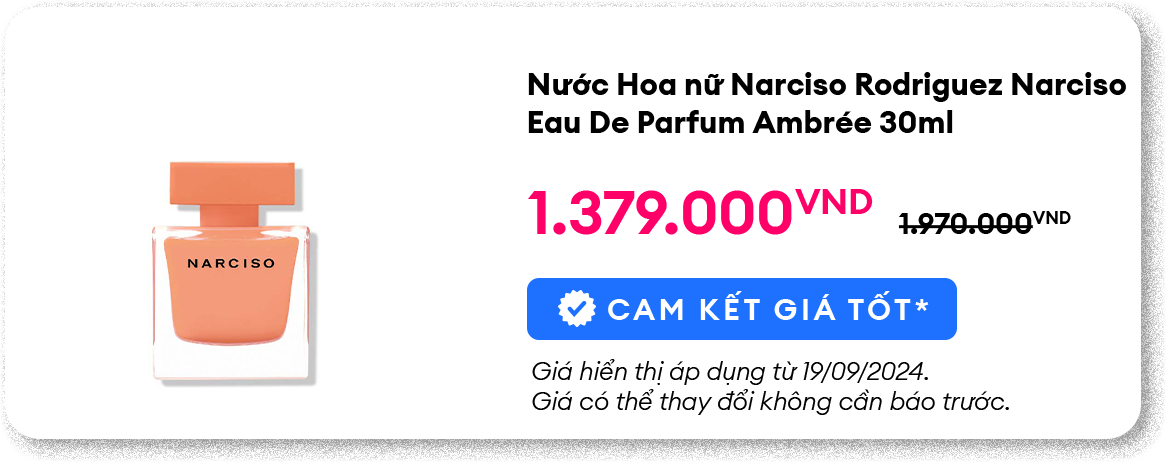 Nước Hoa nữ Narciso Rodriguez Narciso
Eau De Parfum Ambrée 30ml
NARCISO
1.379.000VND 1.970.000VND
CAM KẾT GIÁ TỐT*
Giá hiển thị áp dụng từ 19/09/2024.
Giá có thể thay đổi không cần báo trước.